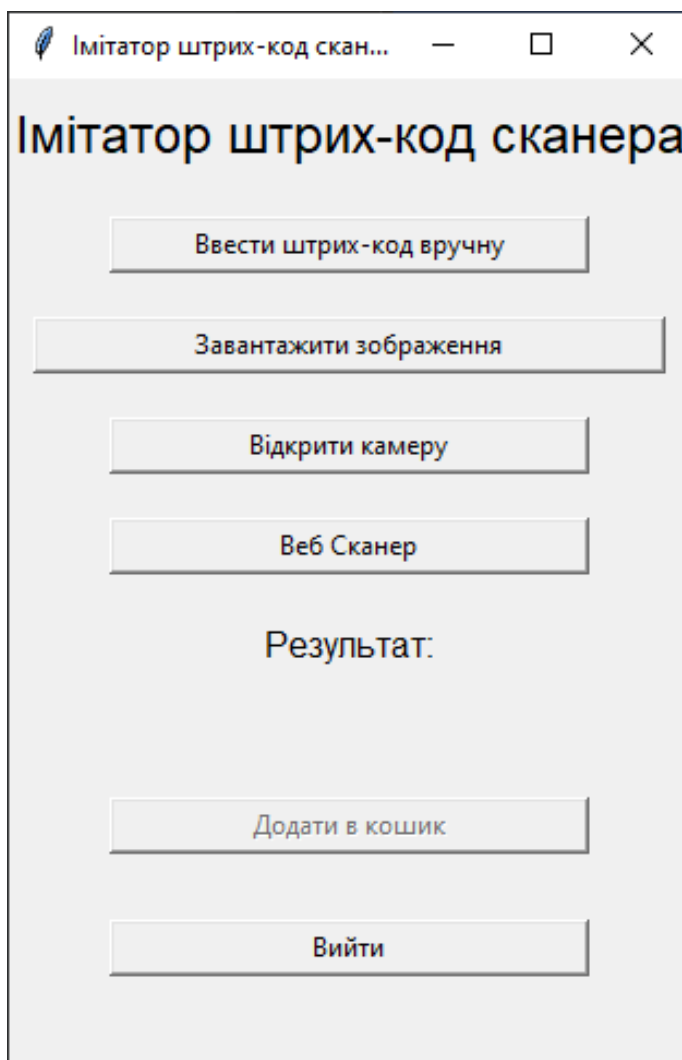 Імітатор штрих-код скан...
Імітатор штрих-код сканера
Ввести штрих-код вручну
Завантажити зображення
Відкрити камеру
Веб Сканер
Результат:
Додати в кошик
Вийти